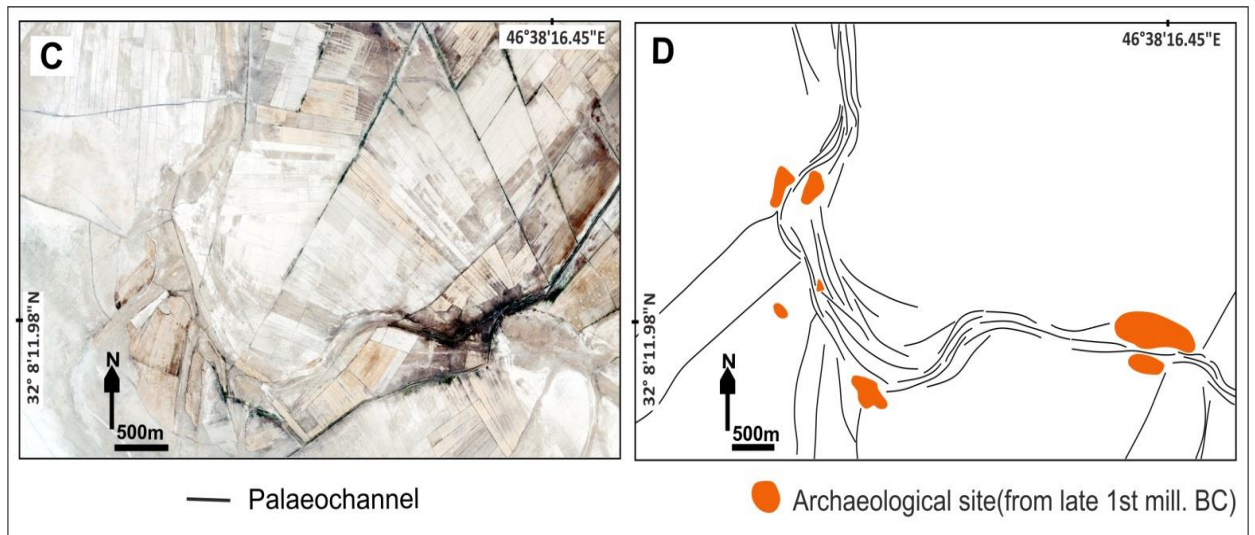 C
46°38'16.45"E
32° 8'11.98"N
N
500m
D
46°38'16.45"E
32° 8'11.98"N
N
500m
Palaeochannel
Archaeological site(from late 1st mill. BC)